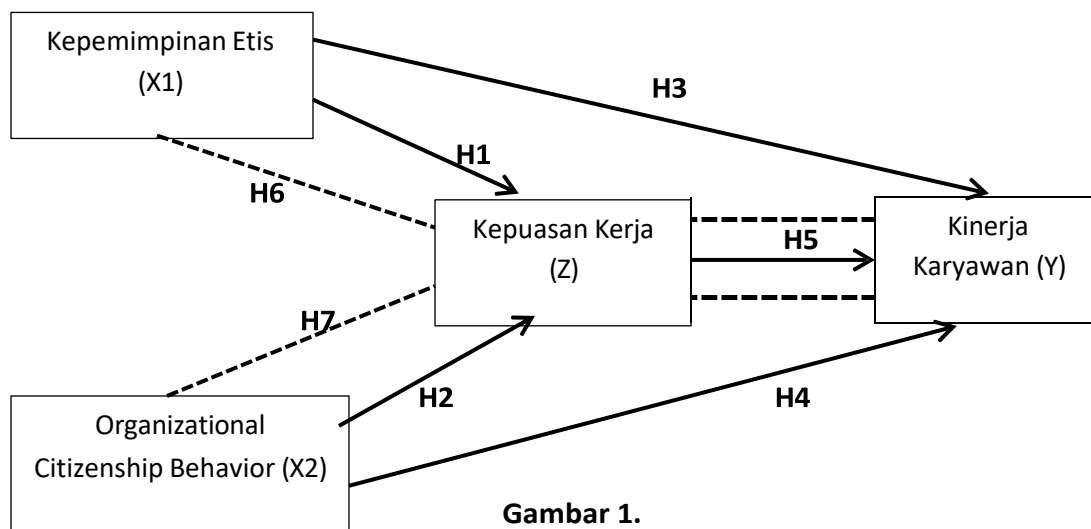 Kepemimpinan Etis
(X1)
H3
H1
H6
Kepuasan Kerja
(Z)
H5
Kinerja
Karyawan (Y)
H7
H2
H4
Organizational
Citizenship Behavior (X2)
Gambar 1.